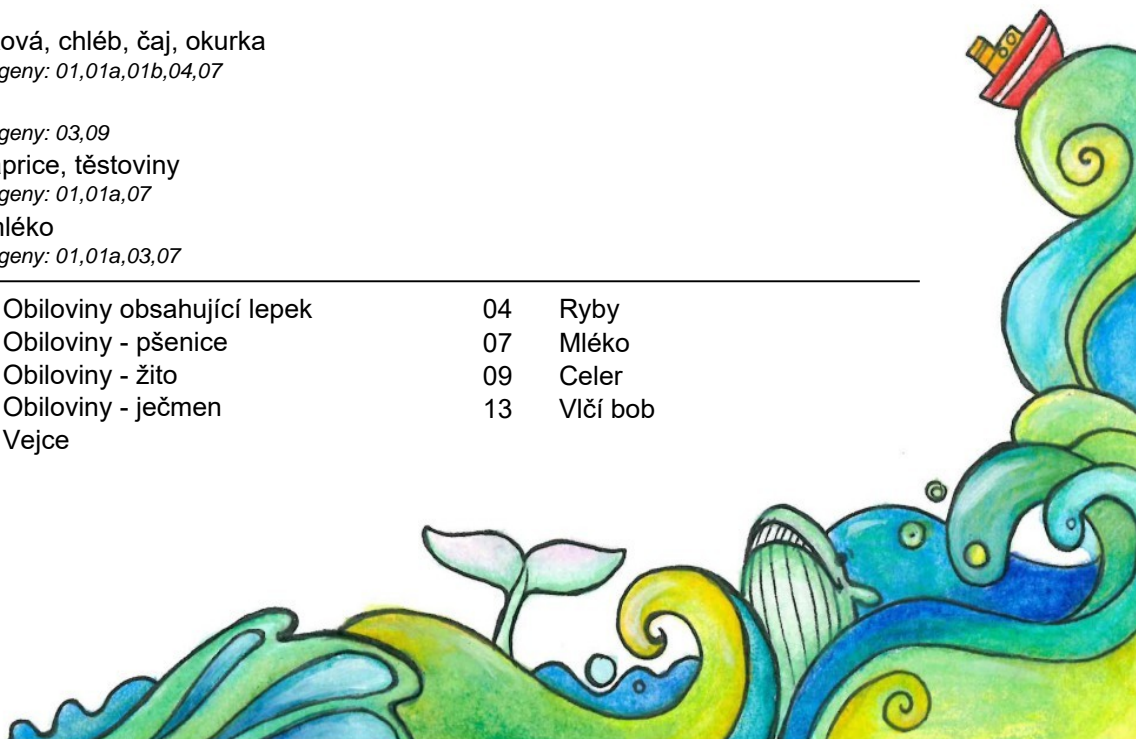 ová, chléb, čaj, okurka
geny: 01,01a,01b,04,07
geny: 03,09
aprice, těstoviny
geny: 01,01a,07
mléko
geny: 01,01a,03,07
Obiloviny obsahující lepek 04 Ryby
Obiloviny - pšenice 07 Mléko
Obiloviny - žito 09 Celer
Obiloviny - ječmen 13 Vlčí bob
Vejce